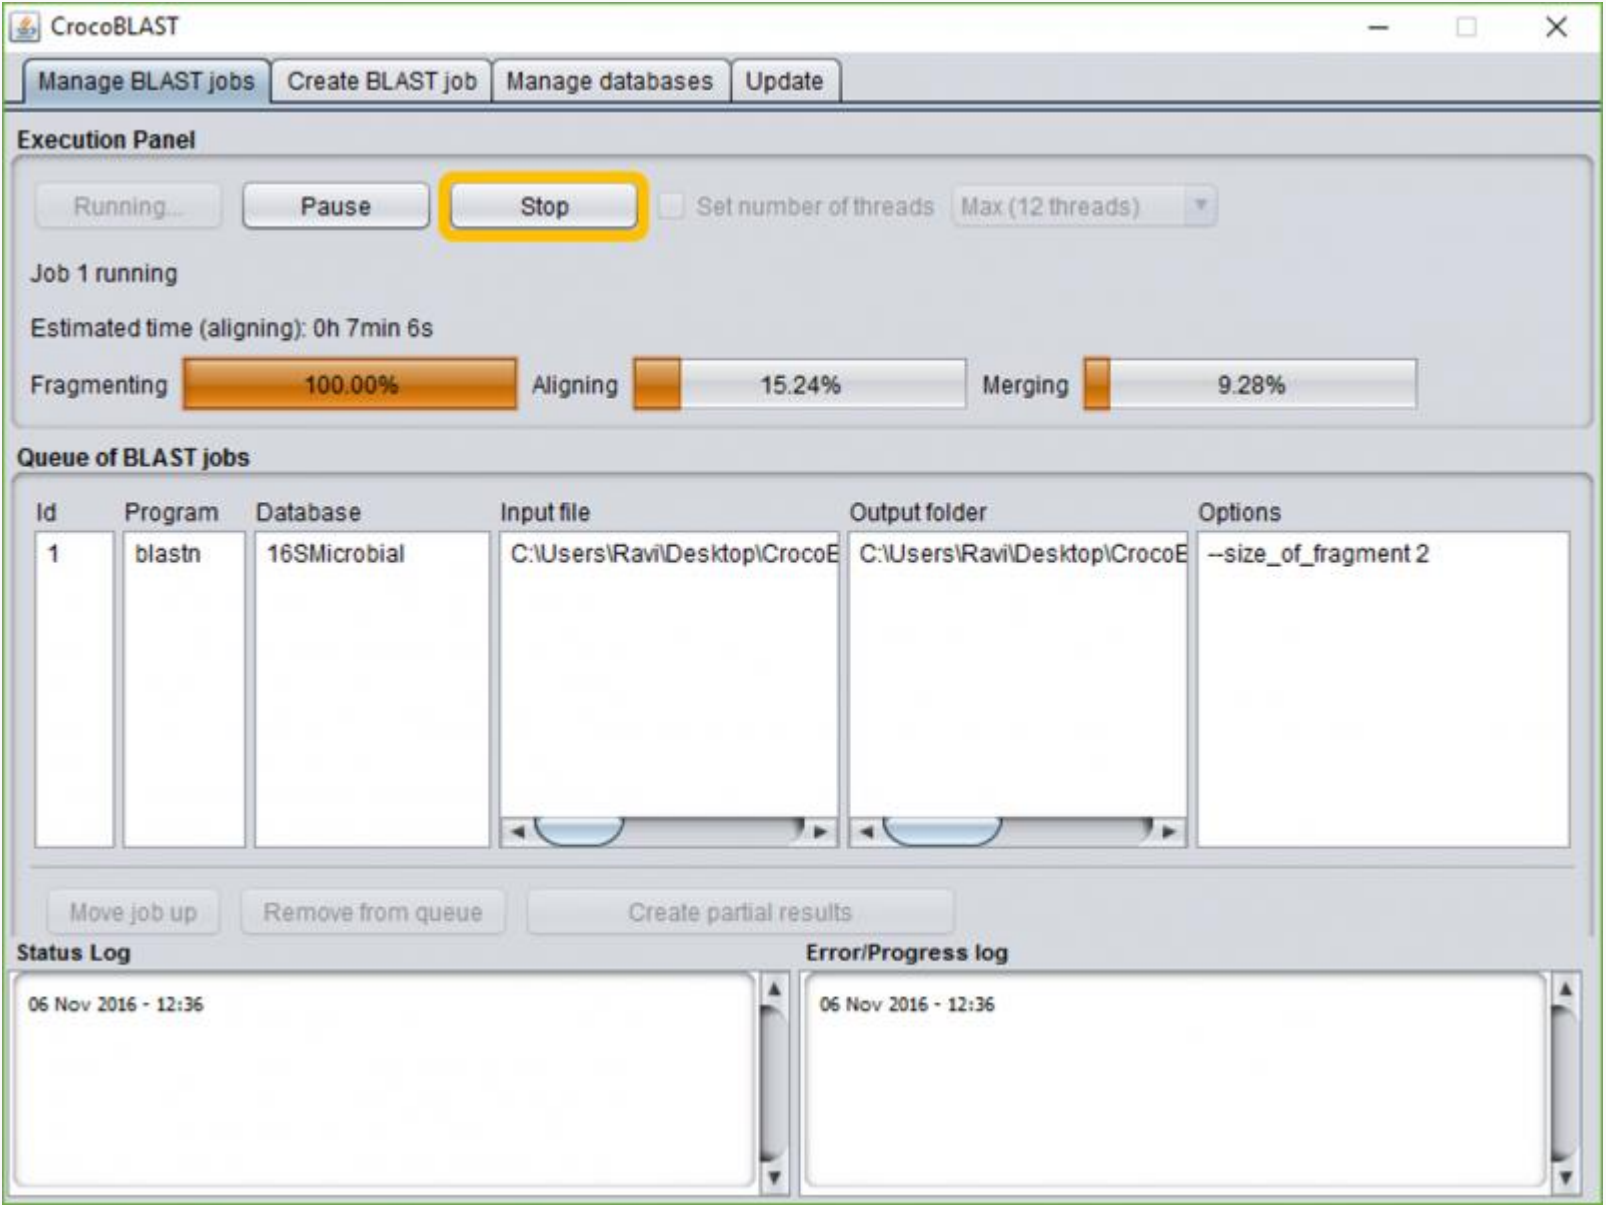 CrocoBLAST
Manage BLAST jobs Create BLAST job Manage databases Update
Execution Panel
Running... Pause Stop Set number of threads Max (12 threads)
Job 1 running
Estimated time (aligning): 0h 7min 6s
Fragmenting 100.00% Aligning 15.24% Merging 9.28%
Queue of BLAST jobs
Id Program Database Input file Output folder Options
1 blastn 16SMicrobial C:\Users\Ravi\Desktop\CrocoE C:\Users\Ravi\Desktop\CrocoE --size_of_fragment 2
Move job up Remove from queue Create partial results
Status Log Error/Progress log
06 Nov 2016 - 12:36 06 Nov 2016 - 12:36